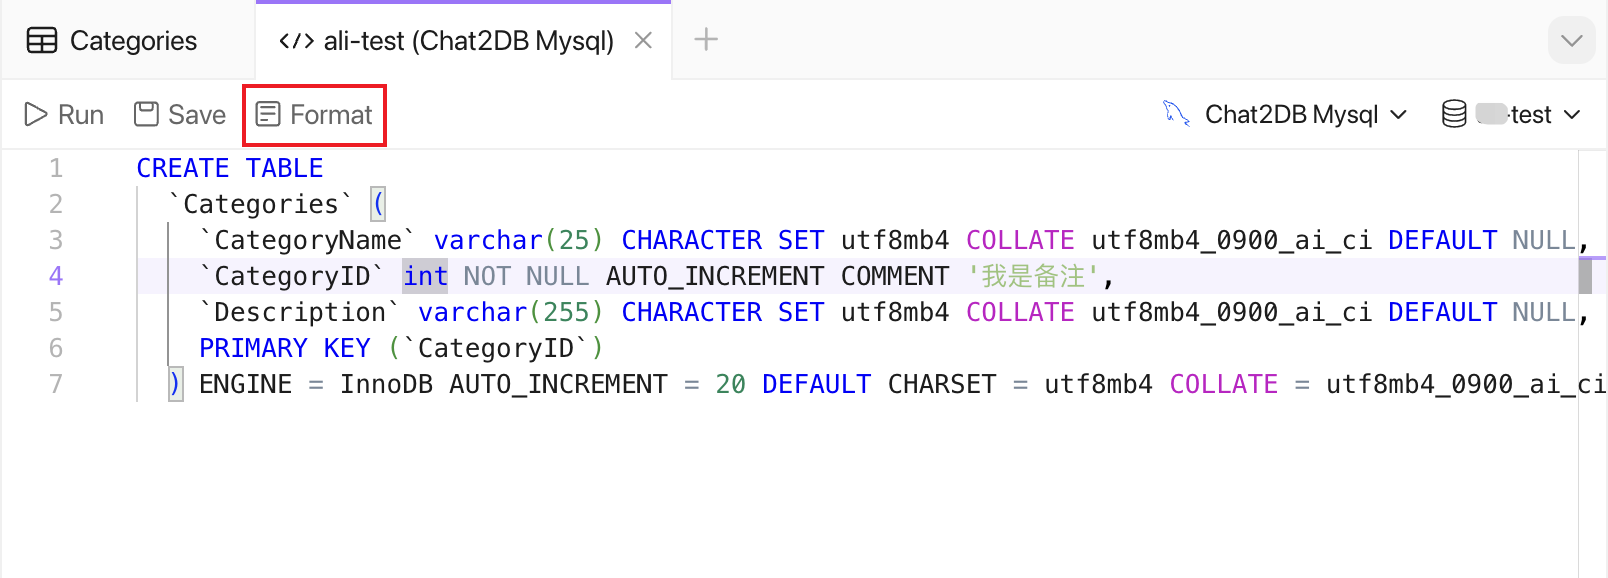 Categories
</> ali-test (Chat2DB Mysql)
Run Save Format Chat2DB Mysql -test
1 CREATE TABLE
2 `Categories` (
3 `CategoryName` varchar(25) CHARACTER SET utf8mb4 COLLATE utf8mb4_0900_ai_ci DEFAULT NULL,
4 `CategoryID` int NOT NULL AUTO_INCREMENT COMMENT '我是备注',
5 `Description` varchar(255) CHARACTER SET utf8mb4 COLLATE utf8mb4_0900_ai_ci DEFAULT NULL,
6 PRIMARY KEY (`CategoryID`)
7 ) ENGINE = InnoDB AUTO_INCREMENT = 20 DEFAULT CHARSET = utf8mb4 COLLATE = utf8mb4_0900_ai_ci